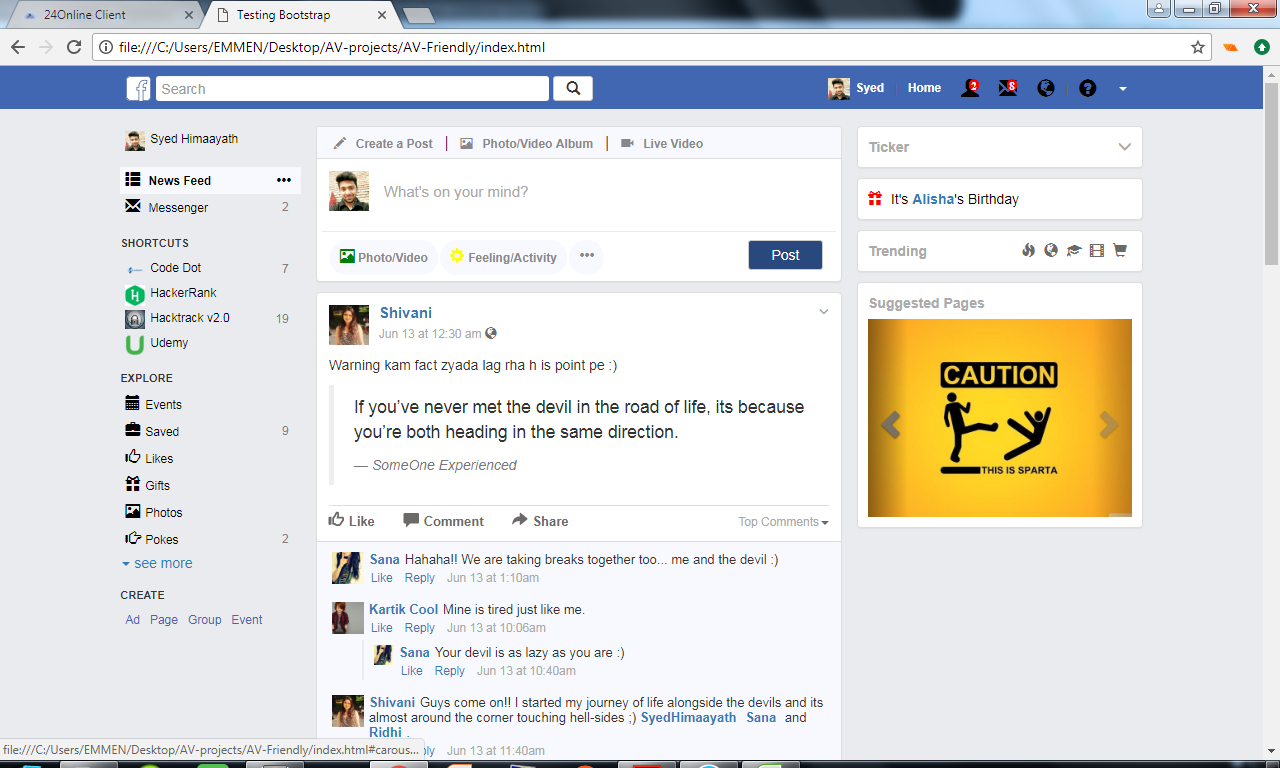 24Online Client
Testing Bootstrap
file:///C:/Users/EMMEN/Desktop/AV-projects/AV-Friendly/index.html
Search
Syed
Home
2
8
Syed Himaayath
News Feed
Messenger 2
SHORTCUTS
Code Dot 7
HackerRank
Hacktrack v2.0 19
Udemy
EXPLORE
Events
Saved 9
Likes
Gifts
Photos
Pokes 2
see more
CREATE
Ad Page Group Event
Create a Post | Photo/Video Album | Live Video
What's on your mind?
Photo/Video Feeling/Activity ••• Post
Shivani
Jun 13 at 12:30 am
Warning kam fact zyada lag rha h is point pe :)
If you’ve never met the devil in the road of life, its because
you’re both heading in the same direction.
— SomeOne Experienced
Like Comment Share Top Comments
Sana Hahaha!! We are taking breaks together too... me and the devil :)
Like Reply Jun 13 at 1:10am
Kartik Cool Mine is tired just like me.
Like Reply Jun 13 at 10:06am
Sana Your devil is as lazy as you are :)
Like Reply Jun 13 at 10:40am
Shivani Guys come on!! I started my journey of life alongside the devils and its
almost around the corner touching hell-sides ;) SyedHimaayath Sana and
Ridhi .
Jun 13 at 11:40am
Ticker
It's Alisha's Birthday
Trending
Suggested Pages
CAUTION
THIS IS SPARTA
file:///C:/Users/EMMEN/Desktop/AV-projects/AV-Friendly/index.html#carous...